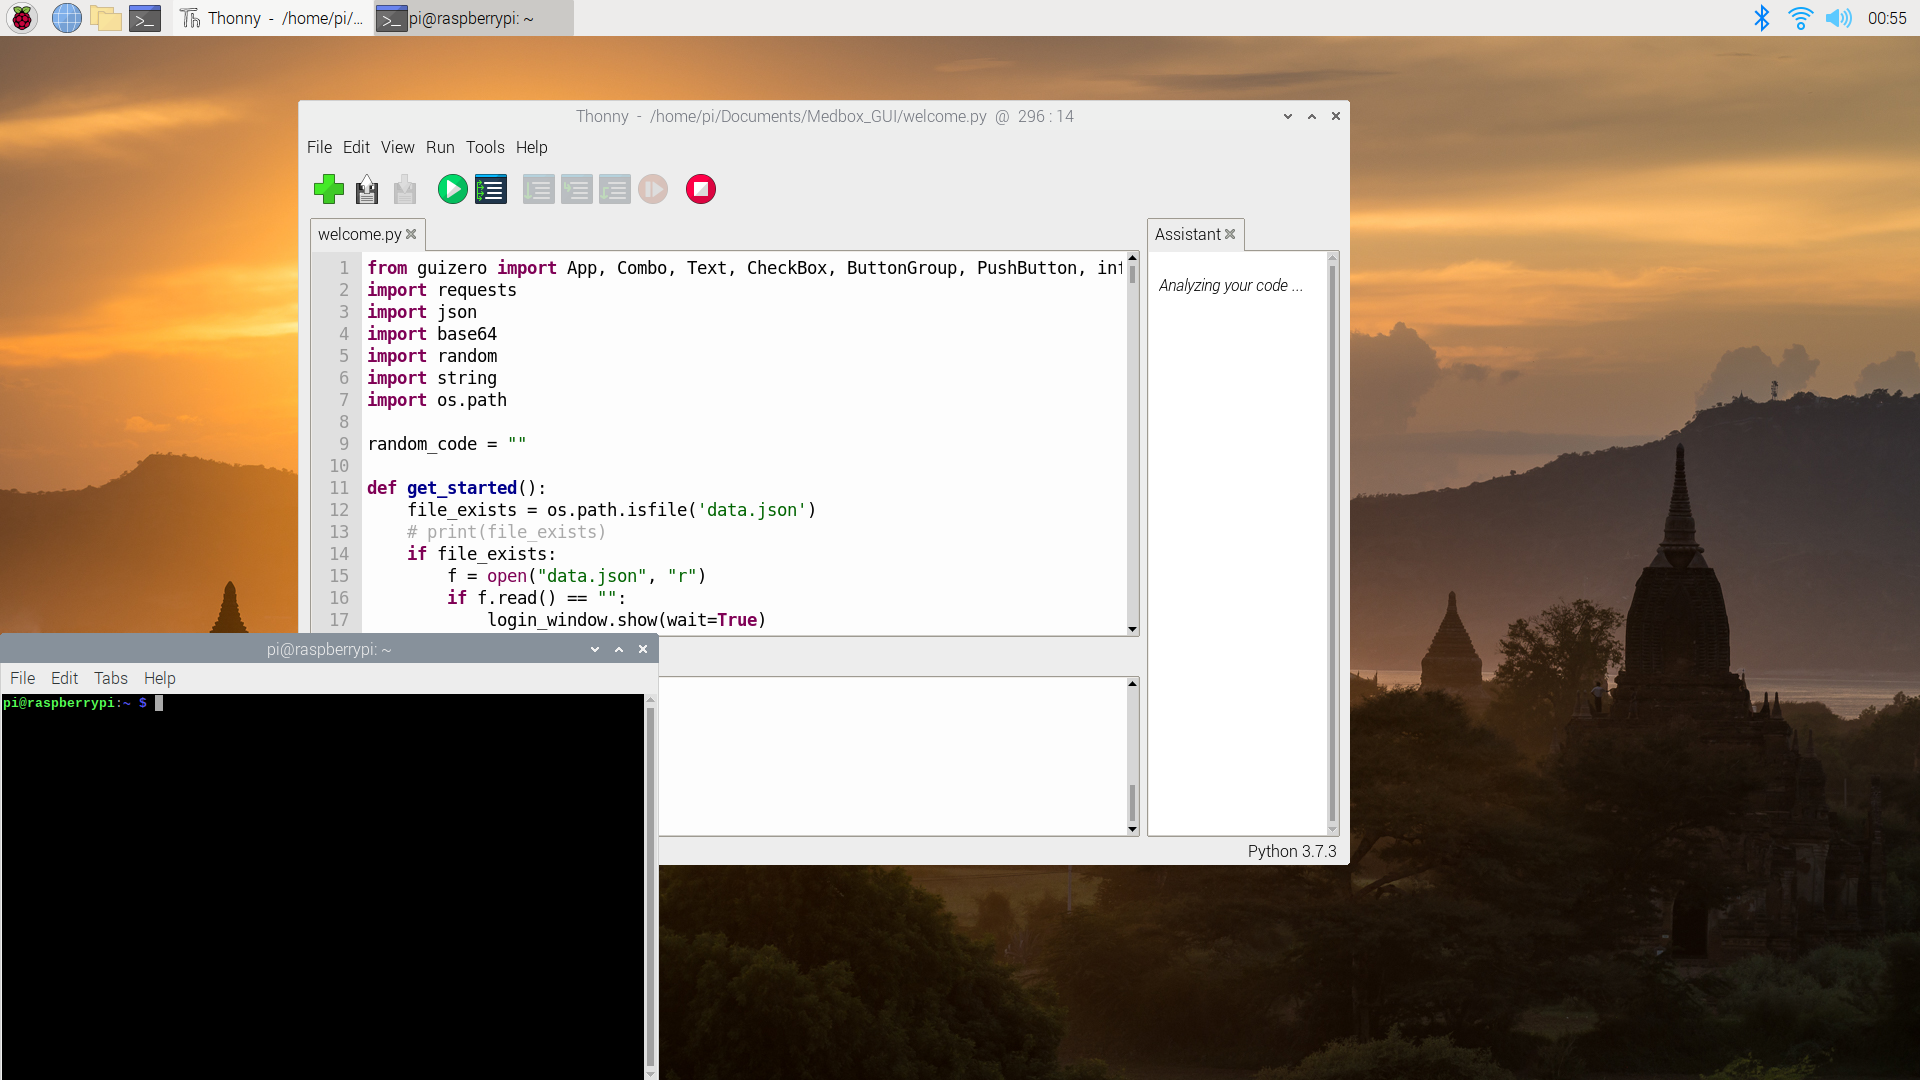 Thonny - /home/pi/...
pi@raspberrypi: ~
00:55
Thonny - /home/pi/Documents/Medbox_GUI/welcome.py @ 296 : 14
File Edit View Run Tools Help
welcome.py
Assistant
1 from guizero import App, Combo, Text, CheckBox, ButtonGroup, PushButton, int
2 import requests
3 import json
4 import base64
5 import random
6 import string
7 import os.path
8
9 random_code = ""
10
11 def get_started():
12 file_exists = os.path.isfile('data.json')
13 # print(file_exists)
14 if file_exists:
15 f = open("data.json", "r")
16 if f.read() == "":
17 login_window.show(wait=True)
Analyzing your code ...
pi@raspberrypi: ~
File Edit Tabs Help
pi@raspberrypi:~ $
Python 3.7.3